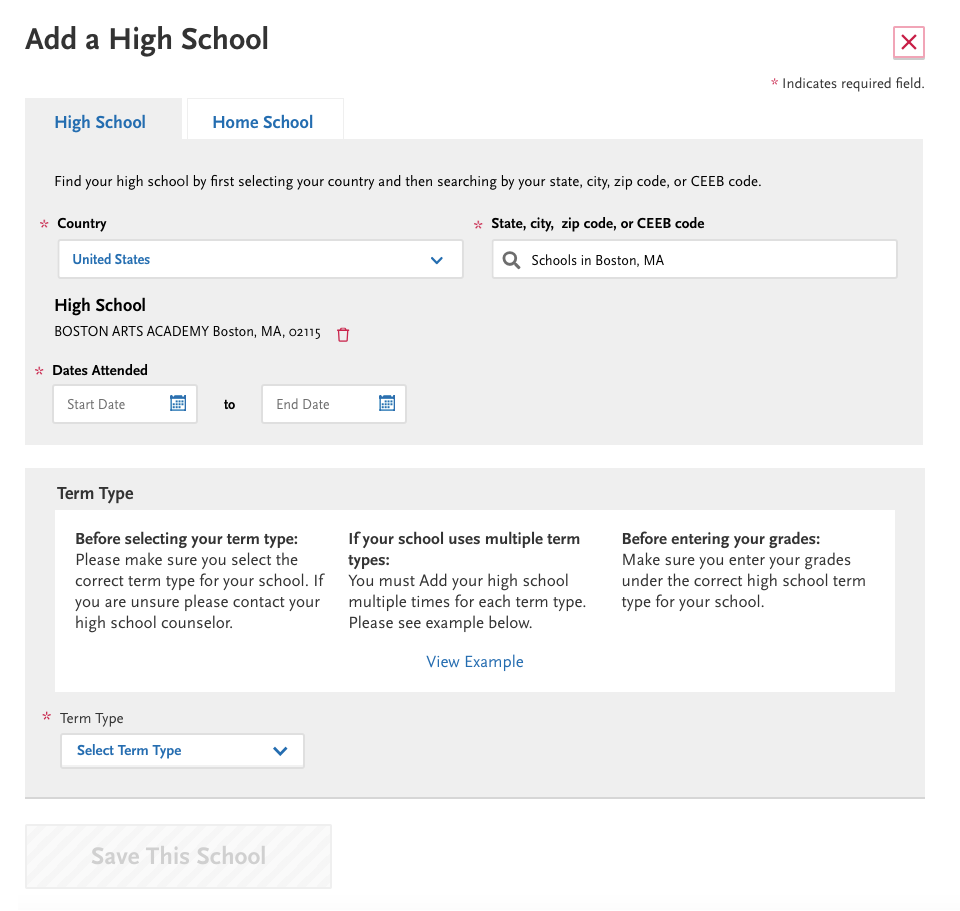 Add a High School
* Indicates required field.
High School
Home School
Find your high school by first selecting your country and then searching by your state, city, zip code, or CEEB code.
* Country
* State, city, zip code, or CEEB code
United States
Schools in Boston, MA
High School
BOSTON ARTS ACADEMY Boston, MA, 02115
* Dates Attended
Start Date
to
End Date
Term Type
Before selecting your term type:
Please make sure you select the
correct term type for your school. If
you are unsure please contact your
high school counselor.
If your school uses multiple term
types:
You must Add your high school
multiple times for each term type.
Please see example below.
Before entering your grades:
Make sure you enter your grades
under the correct high school term
type for your school.
View Example
* Term Type
Select Term Type
Save This School